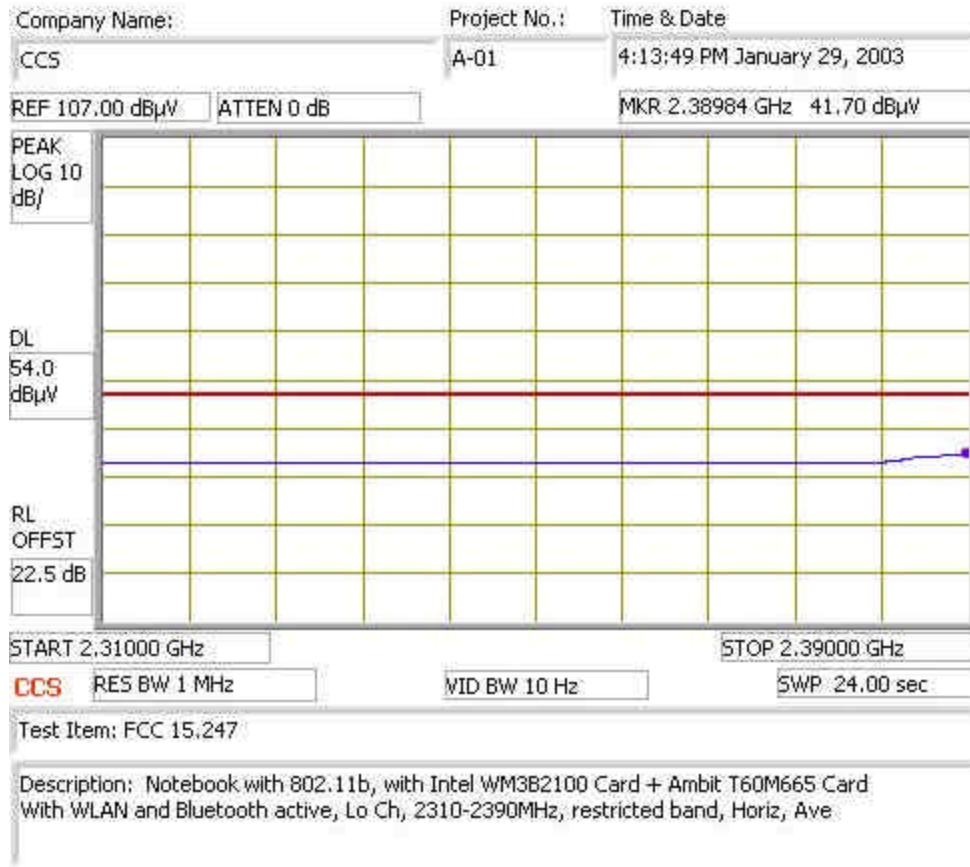 Company Name: Project No.: Time & Date
CCS A-01 4:13:49 PM January 29, 2003
REF 107.00 dBµV ATTEN 0 dB MKR 2.38984 GHz 41.70 dBµV
PEAK
LOG 10
dB/
DL
54.0
dBµV
RL
OFFST
22.5 dB
START 2.31000 GHz STOP 2.39000 GHz
CCS RES BW 1 MHz VID BW 10 Hz SWP 24.00 sec
Test Item: FCC 15.247
Description: Notebook with 802.11b, with Intel WM3B2100 Card + Ambit T60M665 Card
With WLAN and Bluetooth active, Lo Ch, 2310-2390MHz, restricted band, Horiz, Ave